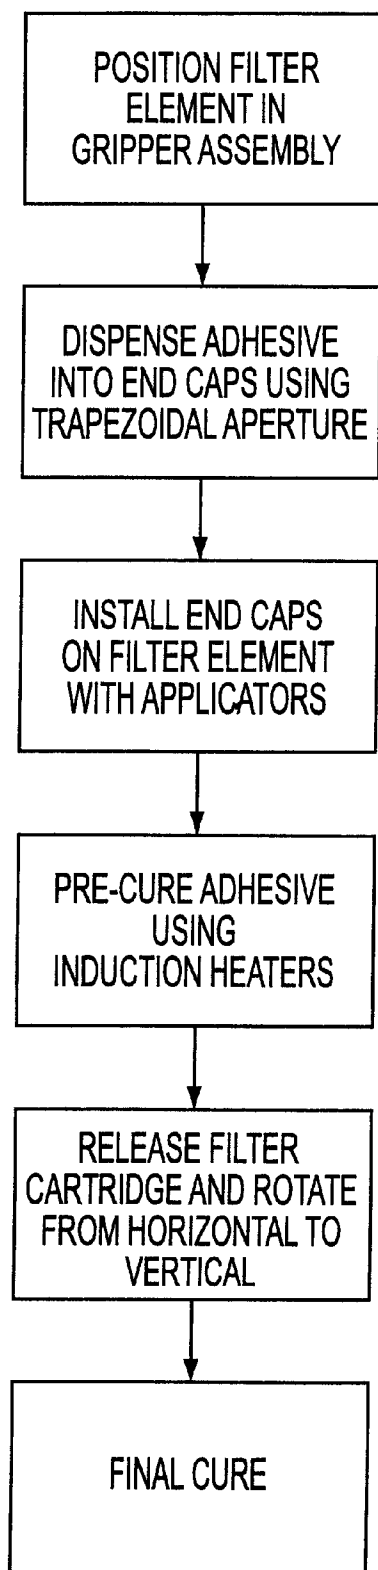 POSITION FILTER
ELEMENT IN
GRIPPER ASSEMBLY
DISPENSE ADHESIVE
INTO END CAPS USING
TRAPEZOIDAL APERTURE
INSTALL END CAPS
ON FILTER ELEMENT
WITH APPLICATORS
PRE-CURE ADHESIVE
USING
INDUCTION HEATERS
RELEASE FILTER
CARTRIDGE AND ROTATE
FROM HORIZONTAL TO
VERTICAL
FINAL CURE